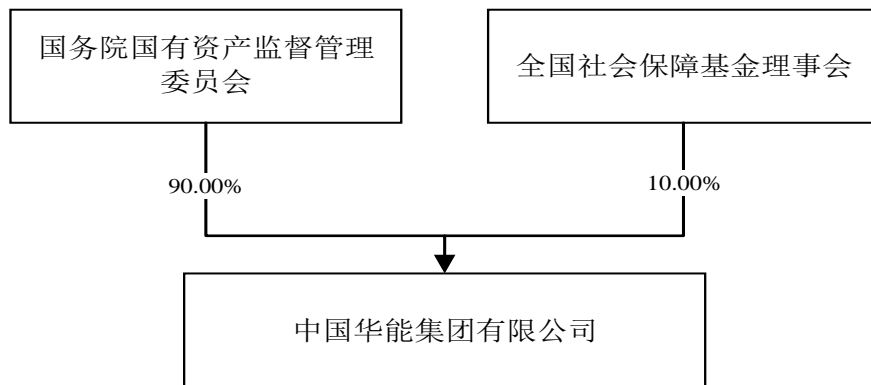 国务院国有资产监督管理
委员会
全国社会保障基金理事会
90.00%
10.00%
中国华能集团有限公司